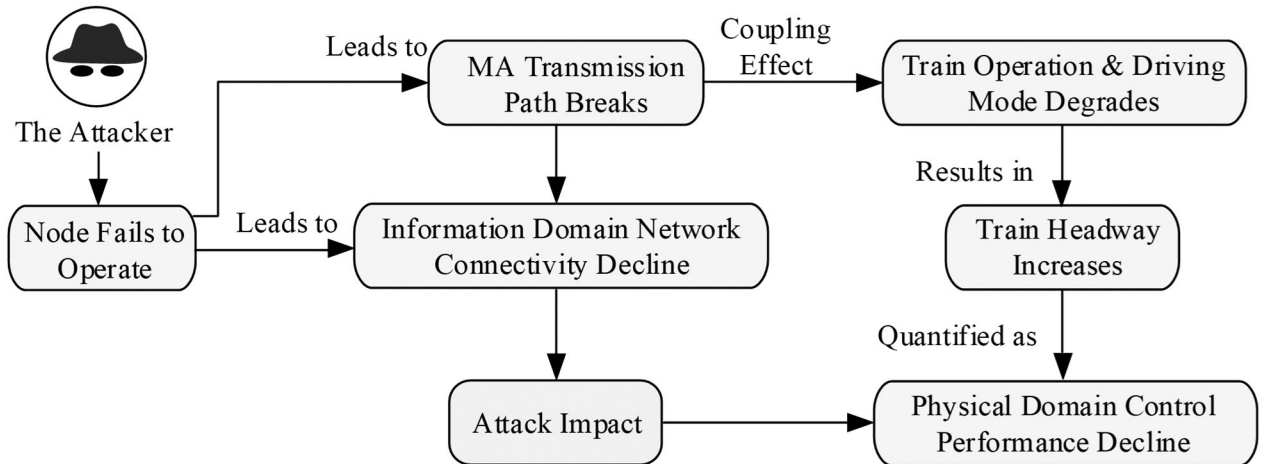 The Attacker
Node Fails to
Operate
Leads to
MA Transmission
Path Breaks
Coupling
Effect
Train Operation & Driving
Mode Degrades
Leads to
Information Domain Network
Connectivity Decline
Results in
Train Headway
Increases
Attack Impact
Quantified as
Physical Domain Control
Performance Decline